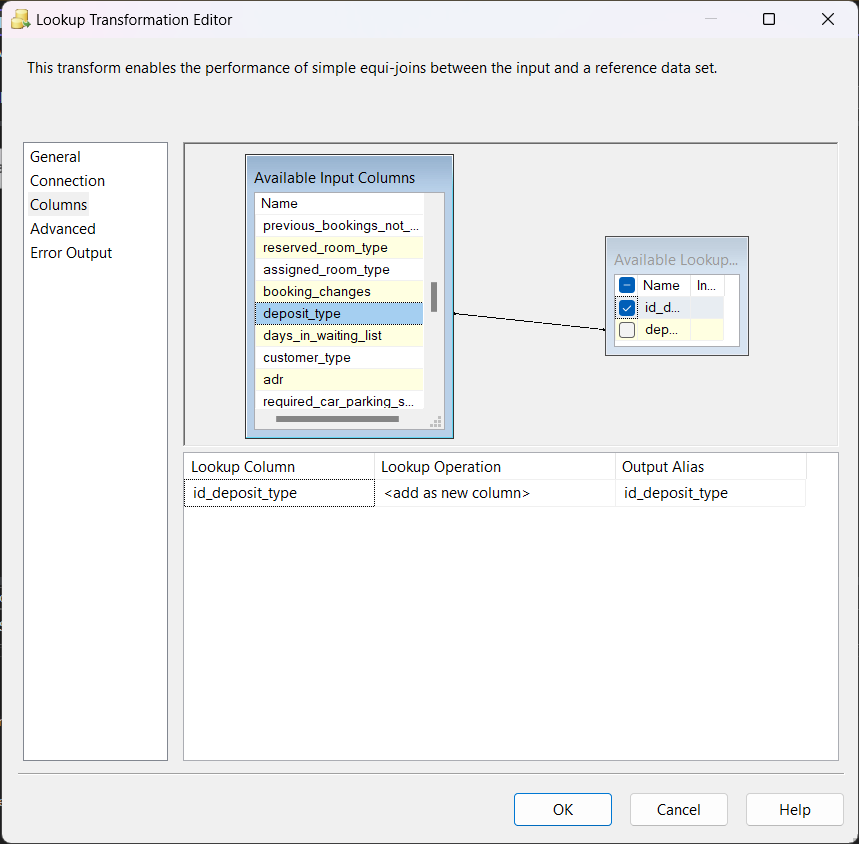 Lookup Transformation Editor
This transform enables the performance of simple equi-joins between the input and a reference data set.
General
Connection
Columns
Advanced
Error Output
Available Input Columns
Name
previous_bookings_not_...
reserved_room_type
assigned_room_type
booking_changes
deposit_type
days_in_waiting_list
customer_type
adr
required_car_parking_s...
Available Lookup...
Name In...
id_d...
dep...
Lookup Column Lookup Operation Output Alias
id_deposit_type <add as new column> id_deposit_type
OK Cancel Help